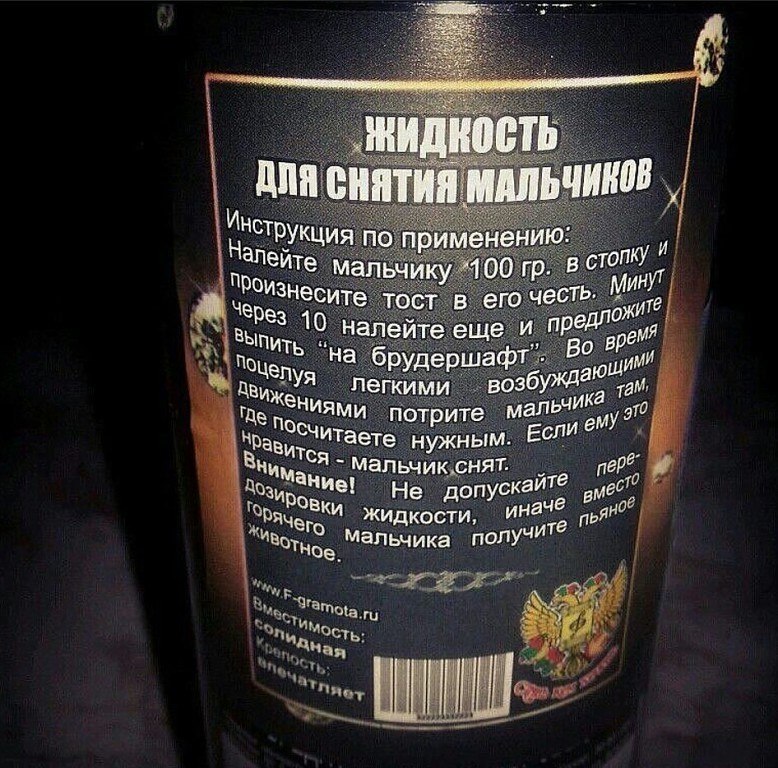 ЖИДКОСТЬ
ДЛЯ СНЯТИЯ МАЛЬЧИКОВ
Инструкция по применению:
Налейте мальчику 100 гр. в стопку и
произнесите тост в его честь. Минут
через 10 налейте еще и предложите
выпить "на брудершафт". Во время
поцелуя легкими возбуждающими
движениями потрите мальчика там,
где посчитаете нужным. Если ему это
нравится - мальчик снят.
Внимание! Не допускайте пере-
дозировки жидкости, иначе вместо
горячего мальчика получите пьяное
животное.
www.F-gramota.ru
Вместимость:
солидная
Крепость:
впечатляет